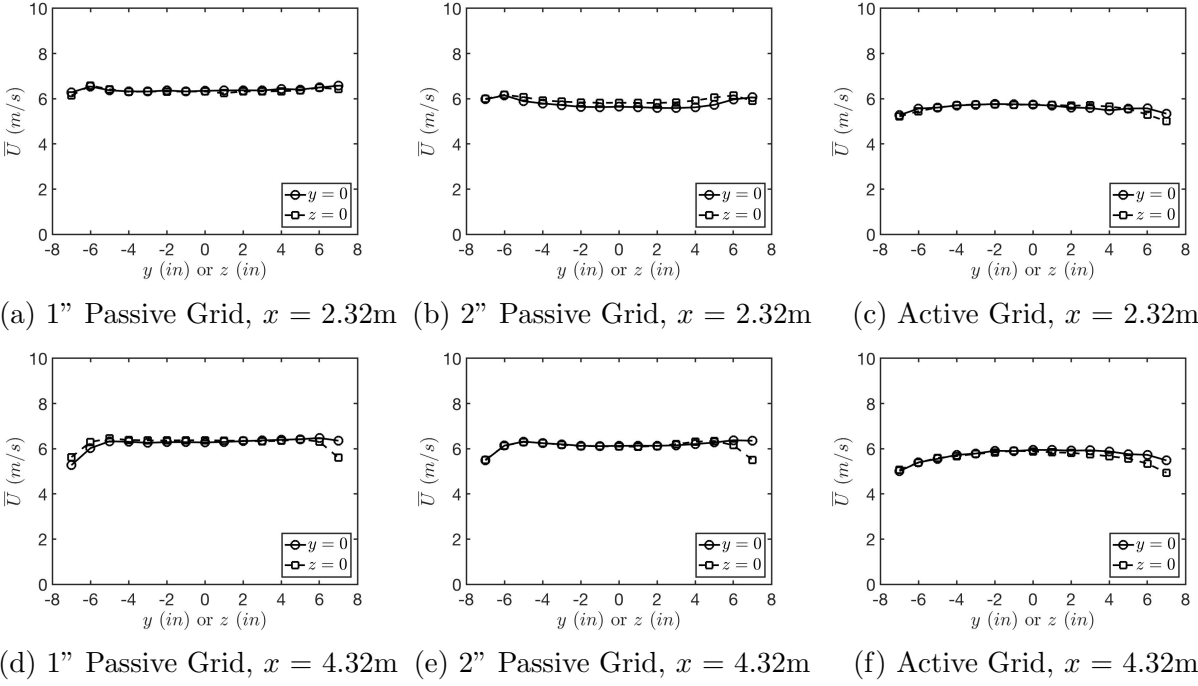 10
8
6
4
2
0
U̅ (m/s)
y = 0
z = 0
-8 -6 -4 -2 0 2 4 6 8
y (in) or z (in)
(a) 1” Passive Grid, x = 2.32m
10
8
6
4
2
0
U̅ (m/s)
y = 0
z = 0
-8 -6 -4 -2 0 2 4 6 8
y (in) or z (in)
(b) 2” Passive Grid, x = 2.32m
10
8
6
4
2
0
U̅ (m/s)
y = 0
z = 0
-8 -6 -4 -2 0 2 4 6 8
y (in) or z (in)
(c) Active Grid, x = 2.32m
10
8
6
4
2
0
U̅ (m/s)
y = 0
z = 0
-8 -6 -4 -2 0 2 4 6 8
y (in) or z (in)
(d) 1” Passive Grid, x = 4.32m
10
8
6
4
2
0
U̅ (m/s)
y = 0
z = 0
-8 -6 -4 -2 0 2 4 6 8
y (in) or z (in)
(e) 2” Passive Grid, x = 4.32m
10
8
6
4
2
0
U̅ (m/s)
y = 0
z = 0
-8 -6 -4 -2 0 2 4 6 8
y (in) or z (in)
(f) Active Grid, x = 4.32m